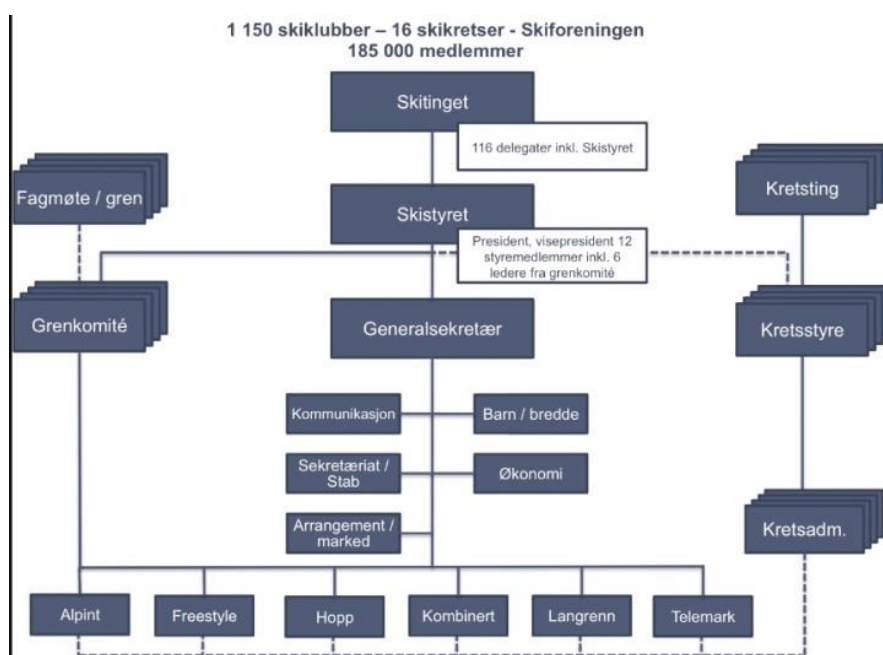 1 150 skiklubber – 16 skikretser - Skiforeningen
185 000 medlemmer
Skitinget
116 delegater inkl. Skistyret
Fagmøte / gren
Kretsting
Skistyret
President, visepresident 12
styremedlemmer inkl. 6
ledere fra grenkomité
Grenkomité
Generalsekretær
Kretsstyre
Kommunikasjon
Barn / bredde
Sekretæriat /
Stab
Økonomi
Arrangement /
marked
Kretsadm.
Alpint
Freestyle
Hopp
Kombinert
Langrenn
Telemark